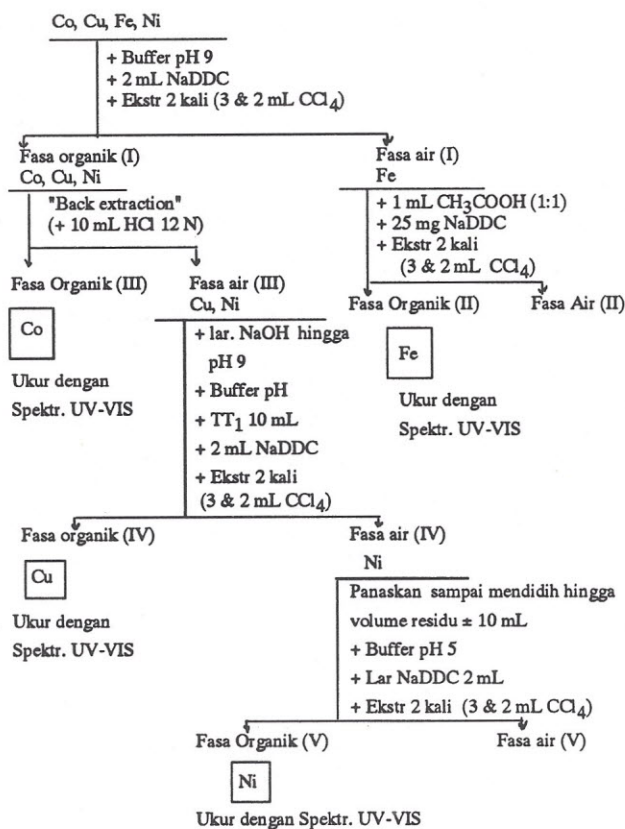 Co, Cu, Fe, Ni
+ Buffer pH 9
+ 2 mL NaDDC
+ Ekstr 2 kali (3 & 2 mL CCl4)
Fasa organik (I)
Co, Cu, Ni
"Back extraction"
(+ 10 mL HCl 12 N)
Fasa air (I)
Fe
+ 1 mL CH3COOH (1:1)
+ 25 mg NaDDC
+ Ekstr 2 kali
(3 & 2 mL CCl4)
Fasa Organik (III)
Co
Ukur dengan
Spektr. UV-VIS
Fasa air (III)
Cu, Ni
+ lar. NaOH hingga
pH 9
+ Buffer pH
+ TT1 10 mL
+ 2 mL NaDDC
+ Ekstr 2 kali
(3 & 2 mL CCl4)
Fasa Organik (II)
Fe
Ukur dengan
Spektr. UV-VIS
Fasa Air (II)
Fasa organik (IV)
Cu
Ukur dengan
Spektr. UV-VIS
Fasa air (IV)
Ni
Panaskan sampai mendidih hingga
volume residu ± 10 mL
+ Buffer pH 5
+ Lar NaDDC 2 mL
+ Ekstr 2 kali (3 & 2 mL CCl4)
Fasa Organik (V)
Ni
Ukur dengan Spektr. UV-VIS
Fasa air (V)